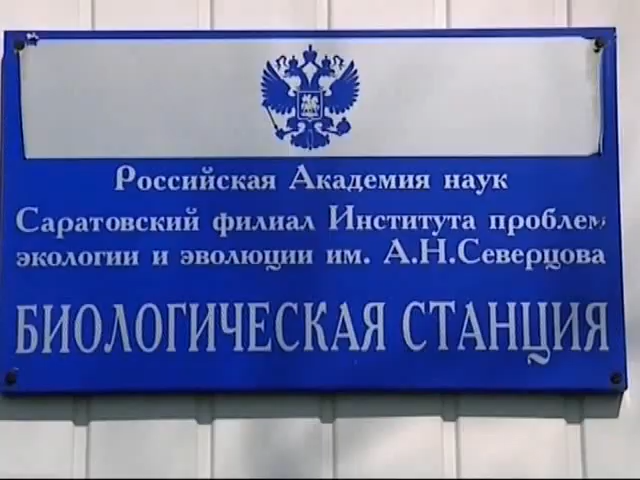 Российская Академия наук
Саратовский филиал Института проблем
экологии и эволюции им. А.Н.Северцова
БИОЛОГИЧЕСКАЯ СТАНЦИЯ